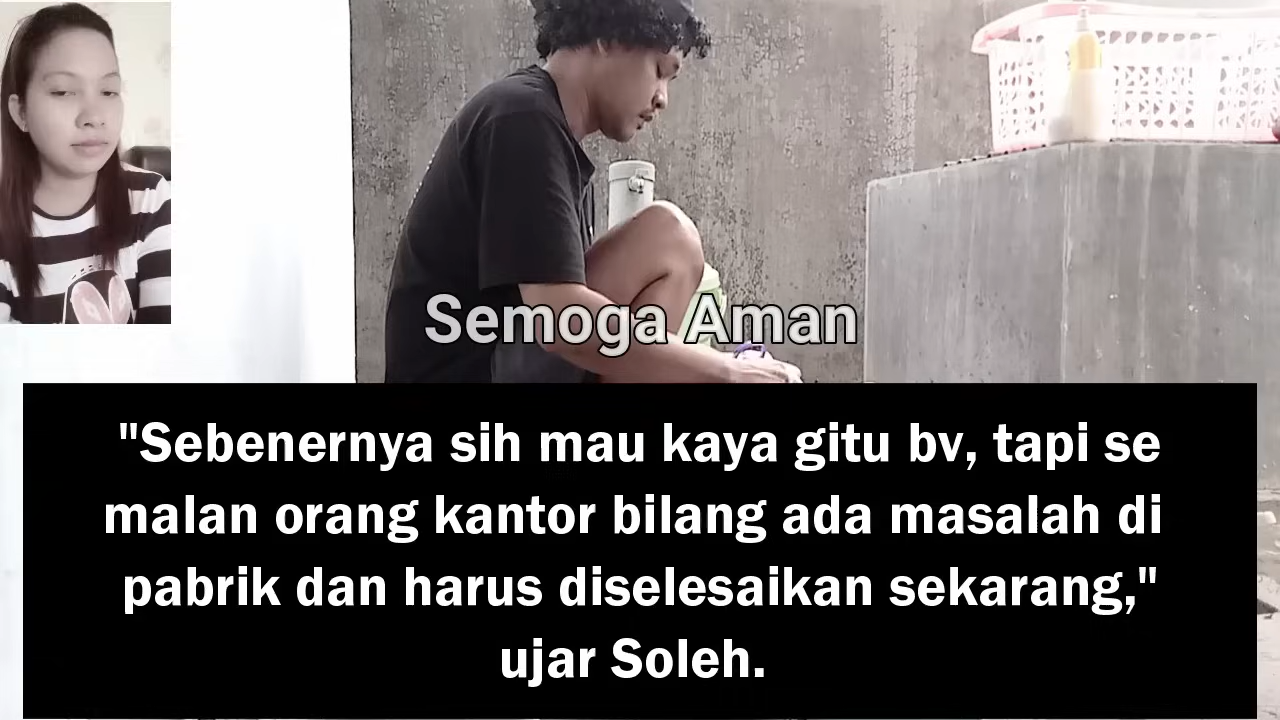 Semoga Aman
"Sebenernya sih mau kaya gitu bv, tapi se
malan orang kantor bilang ada masalah di
pabrik dan harus diselesaikan sekarang,"
ujar Soleh.